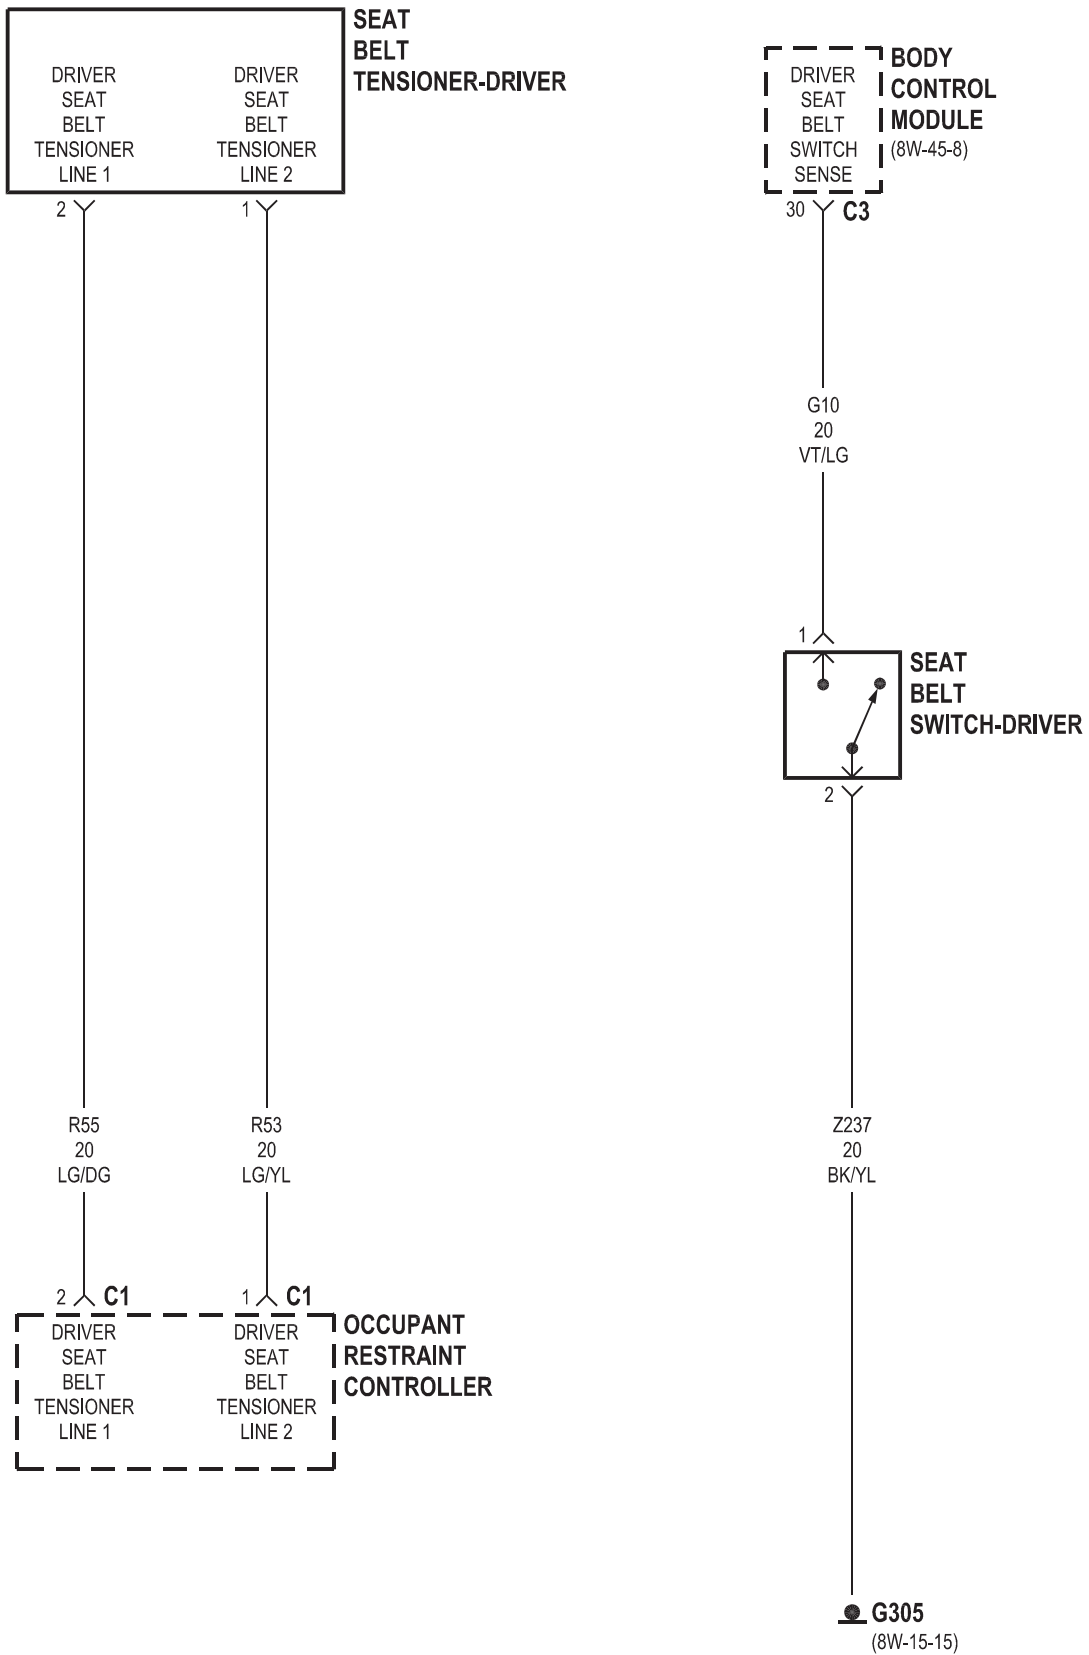 SEAT
BELT
TENSIONER-DRIVER
DRIVER
SEAT
BELT
TENSIONER
LINE 1
DRIVER
SEAT
BELT
TENSIONER
LINE 2
2
1
BODY
CONTROL
MODULE
(8W-45-8)
DRIVER
SEAT
BELT
SWITCH
SENSE
30
C3
G10
20
VT/LG
1
SEAT
BELT
SWITCH-DRIVER
2
R55
20
LG/DG
R53
20
LG/YL
Z237
20
BK/YL
2
C1
1
C1
OCCUPANT
RESTRAINT
CONTROLLER
DRIVER
SEAT
BELT
TENSIONER
LINE 1
DRIVER
SEAT
BELT
TENSIONER
LINE 2
G305
(8W-15-15)